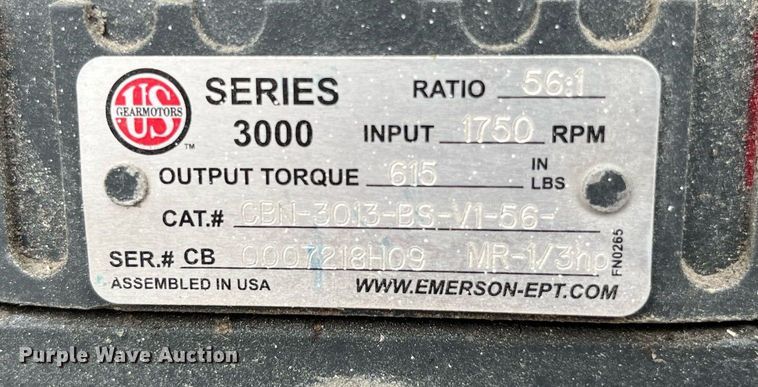 US
GEARMOTORS
TM
SERIES
3000
RATIO 56:1
INPUT 1750 RPM
OUTPUT TORQUE 615 IN LBS
CAT.# CBN-3013-BS-V1-56-
SER.# CB 0007218H09 MR-1/3hp
FN0265
ASSEMBLED IN USA WWW.EMERSON-EPT.COM
Purple Wave Auction